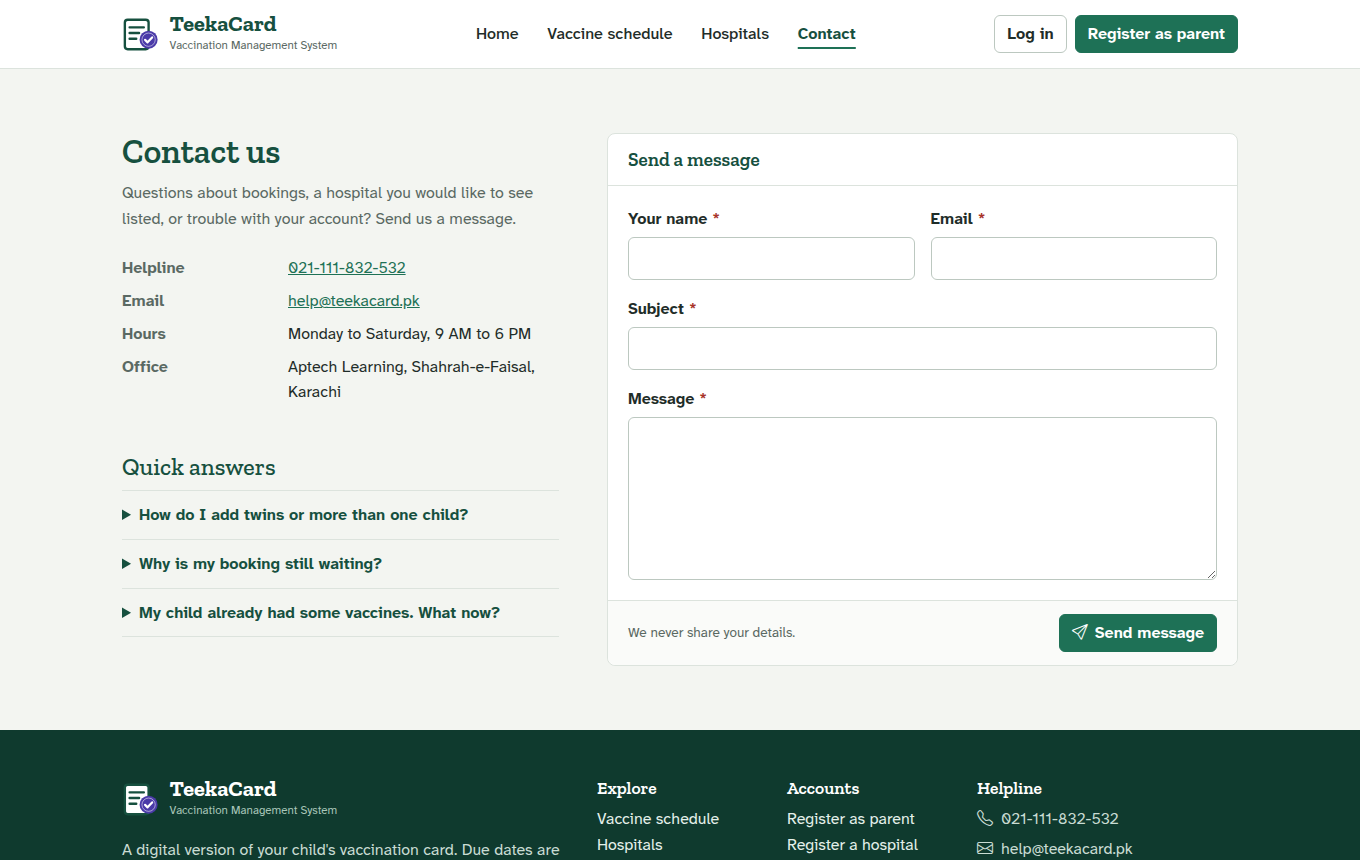 TeekaCard
Vaccination Management System
Home
Vaccine schedule
Hospitals
Contact
Log in
Register as parent
Contact us
Questions about bookings, a hospital you would like to see
listed, or trouble with your account? Send us a message.
Helpline
021-111-832-532
Email
help@teekacard.pk
Hours
Monday to Saturday, 9 AM to 6 PM
Office
Aptech Learning, Shahrah-e-Faisal,
Karachi
Quick answers
How do I add twins or more than one child?
Why is my booking still waiting?
My child already had some vaccines. What now?
Send a message
Your name *
Email *
Subject *
Message *
We never share your details.
Send message
TeekaCard
Vaccination Management System
A digital version of your child's vaccination card. Due dates are
Explore
Vaccine schedule
Hospitals
Accounts
Register as parent
Register a hospital
Helpline
021-111-832-532
help@teekacard.pk